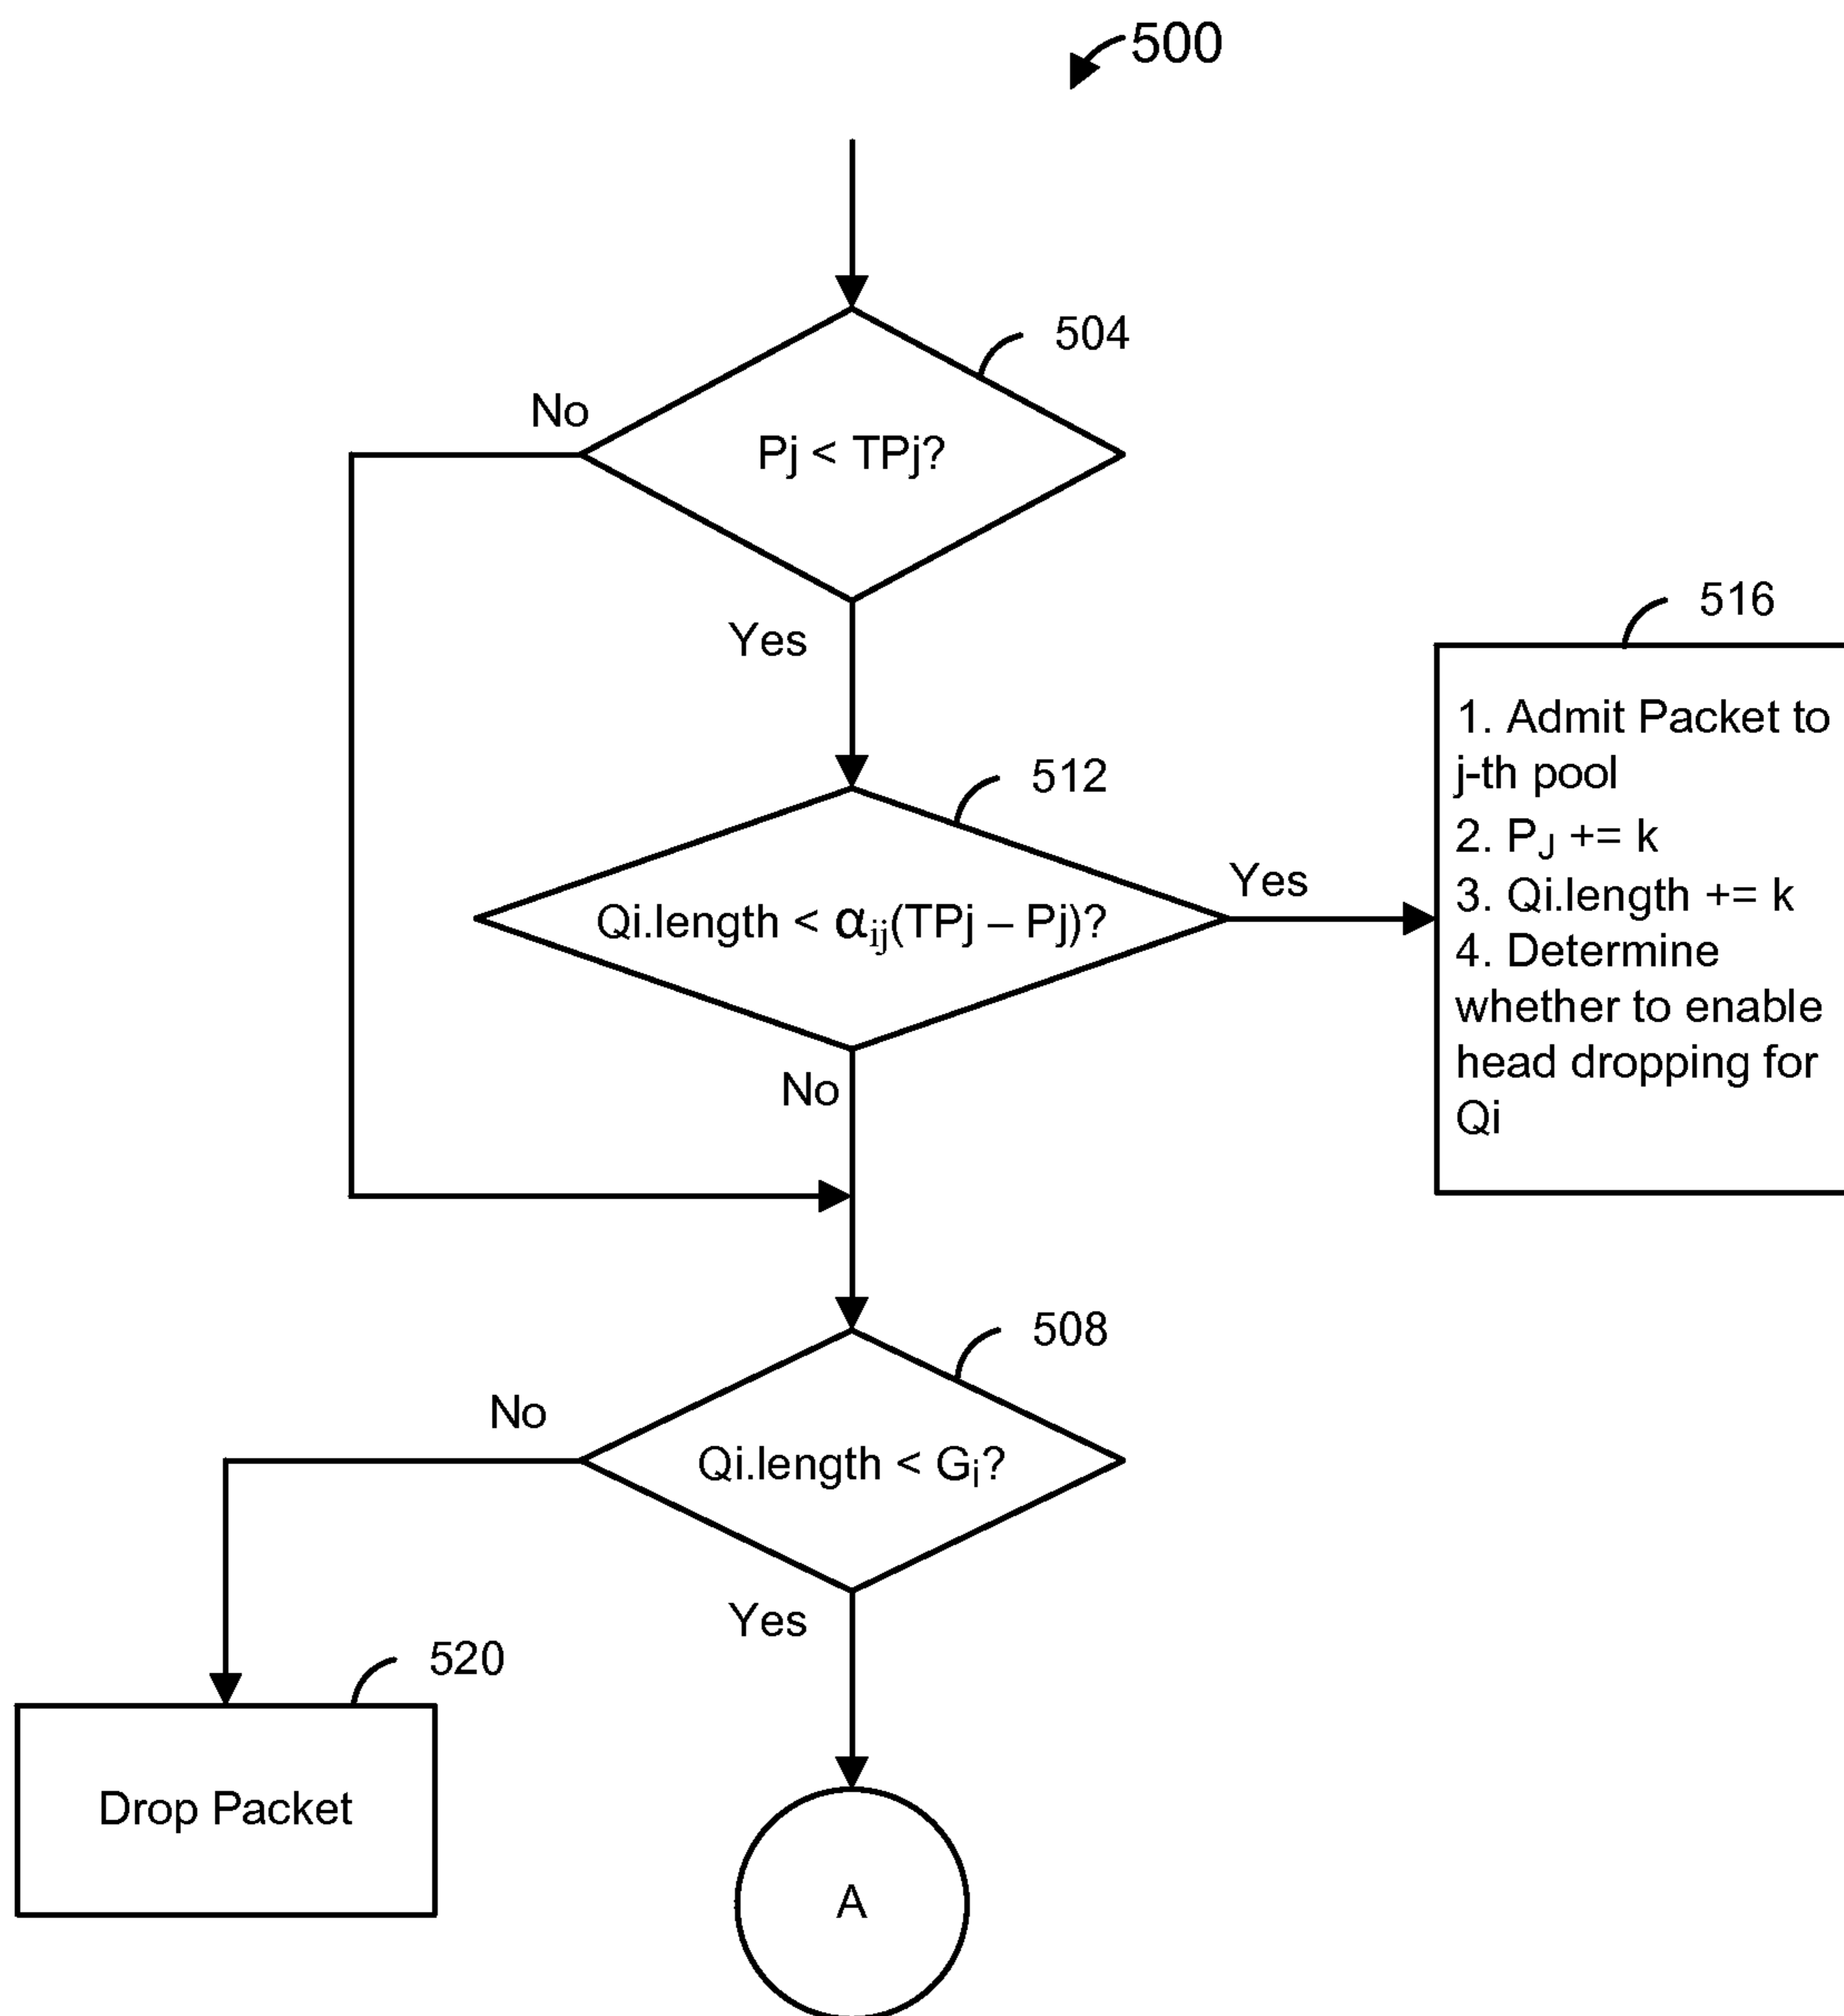 500
504
No
Pj < TPj?
Yes
516
1. Admit Packet to
j-th pool
2. PJ += k
3. Qi.length += k
4. Determine
whether to enable
head dropping for
Qi
512
Yes
Qi.length < αij(TPj – Pj)?
No
508
No
Qi.length < Gi?
Yes
520
Drop Packet
A